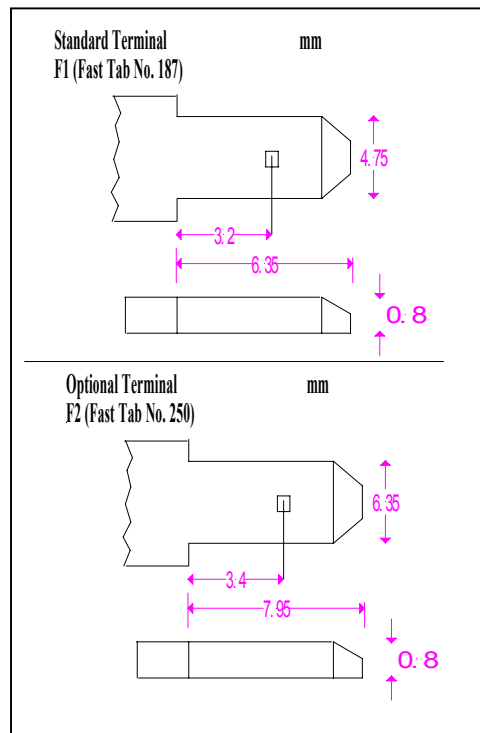 Standard Terminal mm
F1 (Fast Tab No. 187)
4.75
3.2
6.35
0.8
Optional Terminal mm
F2 (Fast Tab No. 250)
6.35
3.4
7.95
0.8